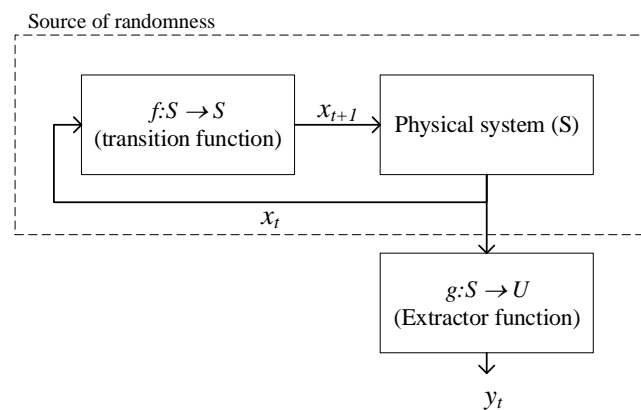 Source of randomness
f:S → S
(transition function)
x_{t+1}
Physical system (S)
x_t
g:S → U
(Extractor function)
y_t